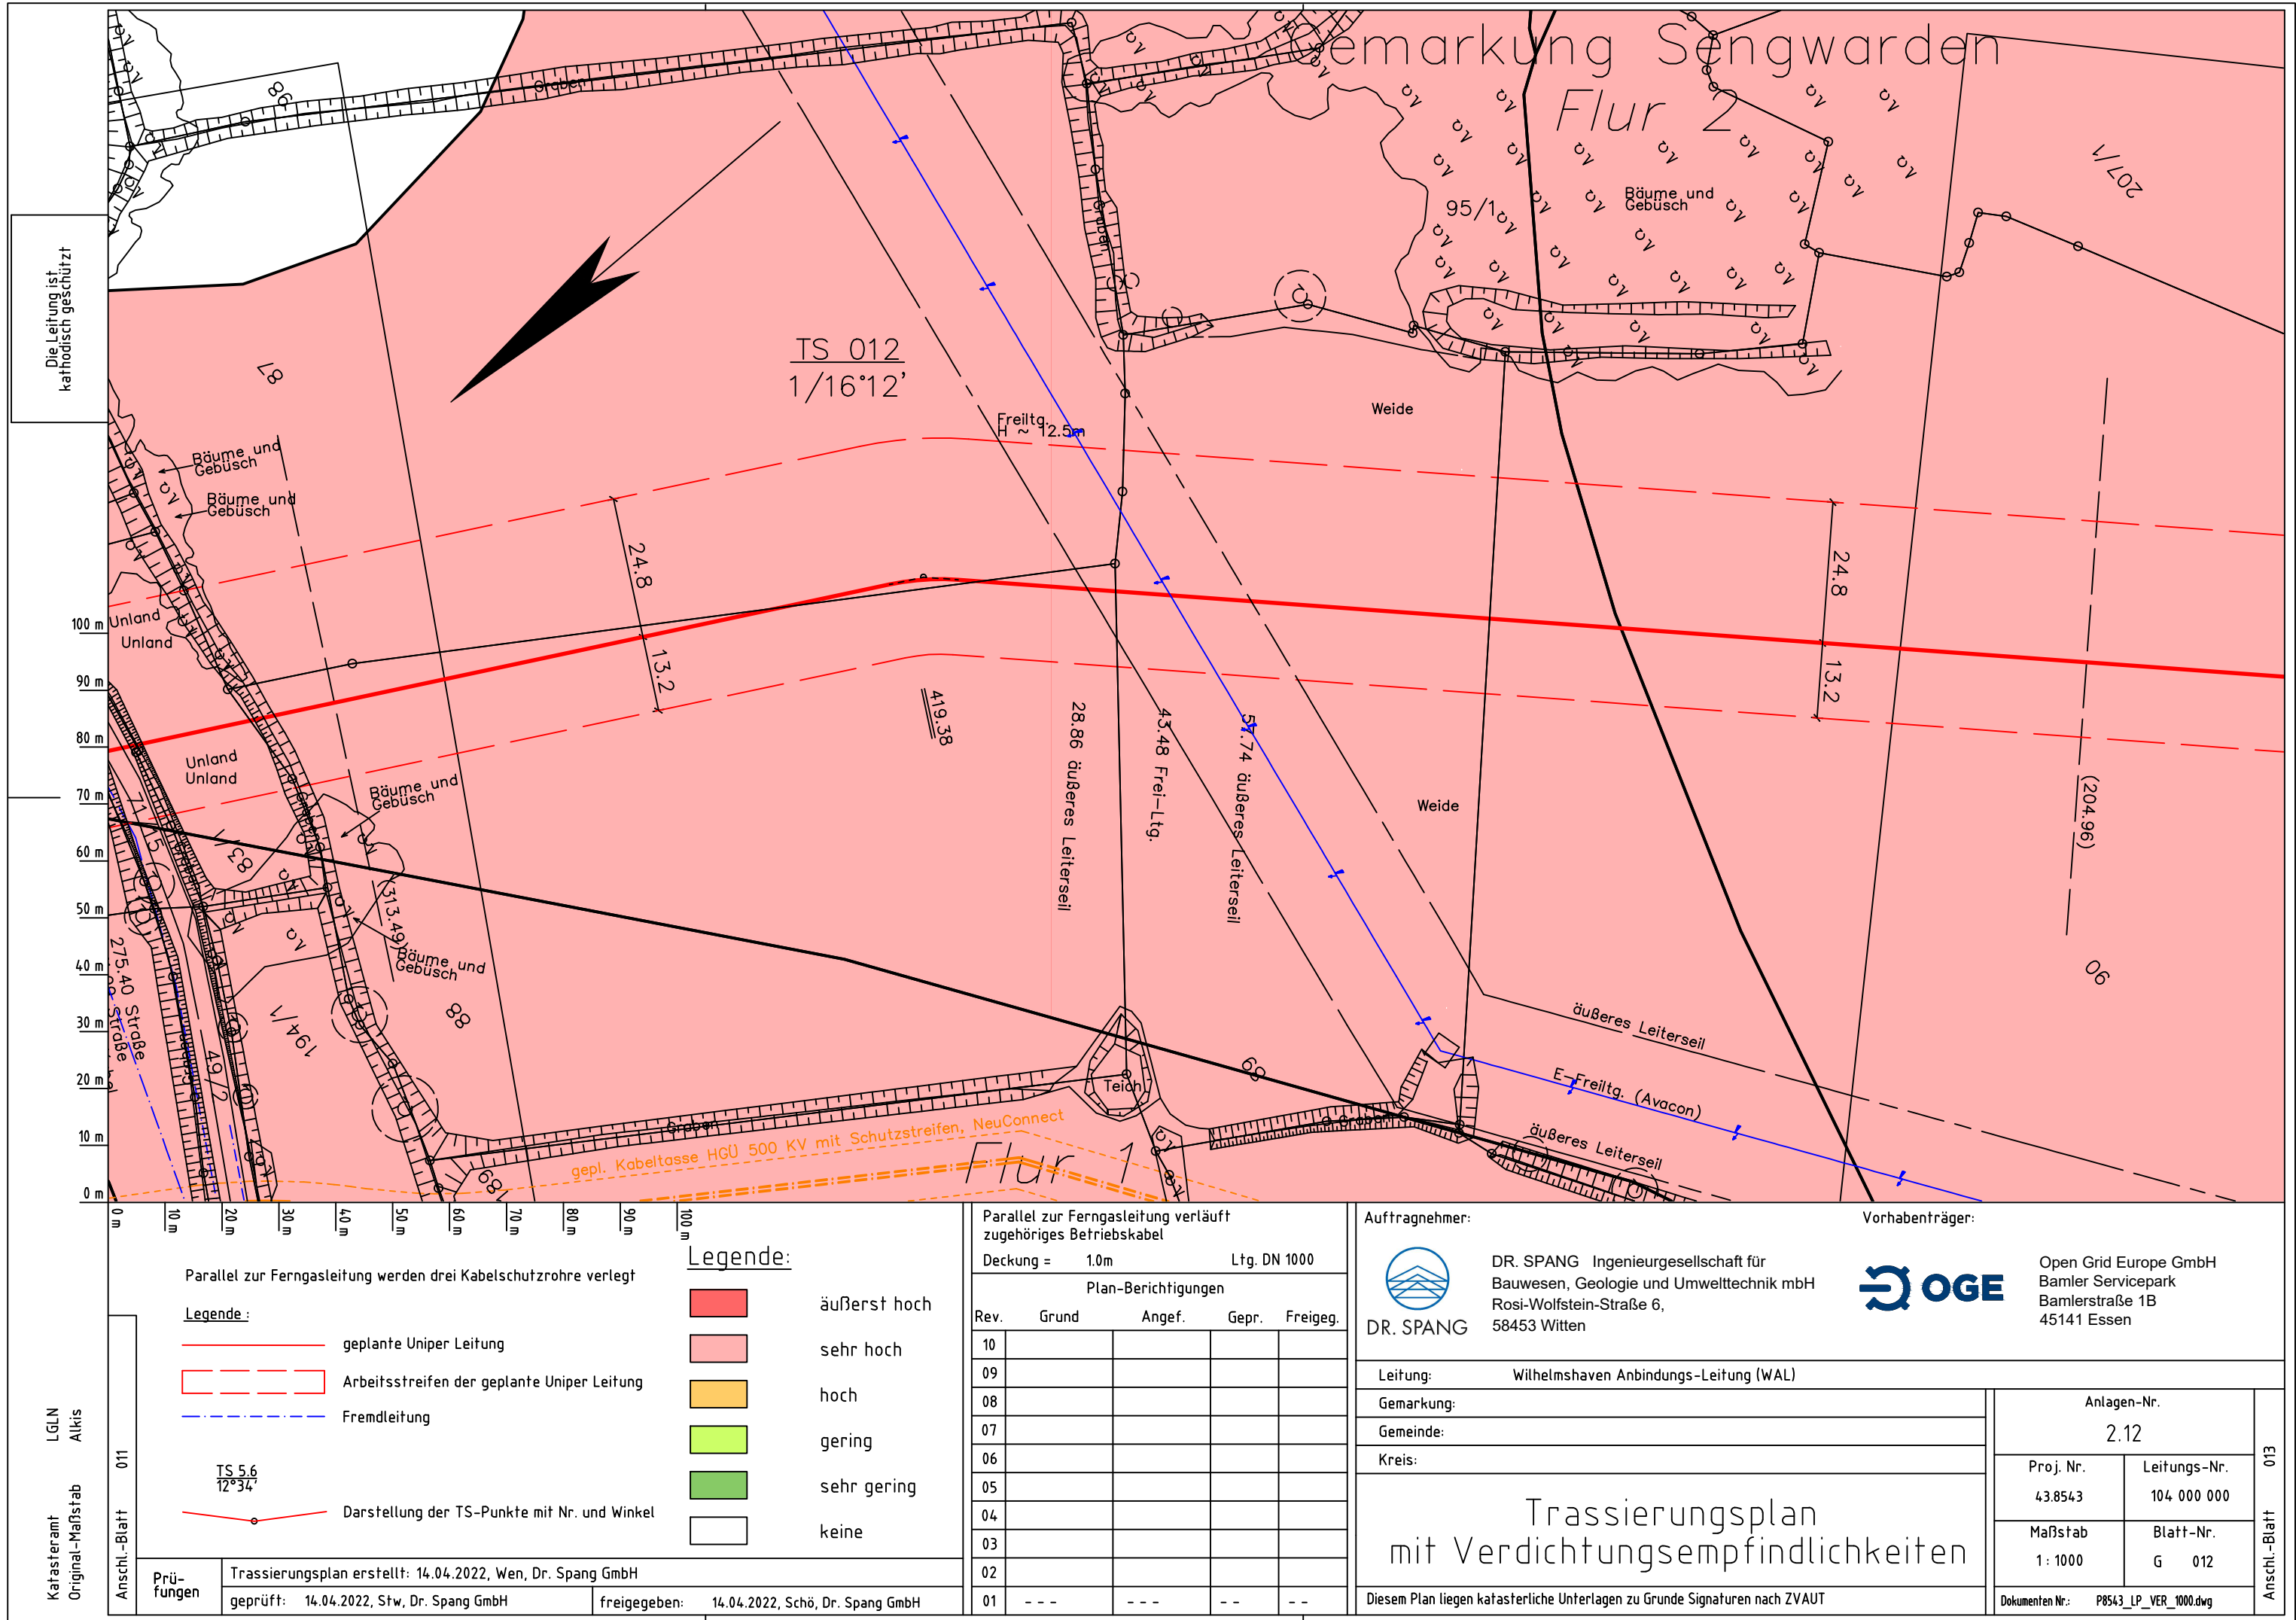 Gemarkung Sengwarden
Flur 2
Die Leitung ist
kathodisch geschützt
98
Graben
Graben
207/1
95/1
Bäume und
Gebüsch
87
TS 012
1/16°12'
Freiltg.
H ~ 12.5m
Weide
Bäume und
Gebüsch
Bäume und
Gebüsch
24.8
13.2
24.8
13.2
Unland
Unland
Unland
Unland
419.38
28.86 äußeres Leiterseil
43.48 Frei-Ltg.
57.74 äußeres Leiterseil
Weide
(204.96)
90
Bäume und
Gebüsch
Bäume und
Gebüsch
(313.49)
71/15
83/1
Graben
Graben
275.40 Straße
Straße
194/1
49/2
88
89
189
Teich
Graben
Graben
Graben
gepl. Kabeltasse HGÜ 500 KV mit Schutzstreifen, NeuConnect
Flur 1
äußeres Leiterseil
E-Freiltg. (Avacon)
äußeres Leiterseil
100 m
90 m
80 m
70 m
60 m
50 m
40 m
30 m
20 m
10 m
0 m
0 m
10 m
20 m
30 m
40 m
50 m
60 m
70 m
80 m
90 m
100 m
Parallel zur Ferngasleitung werden drei Kabelschutzrohre verlegt
Legende :
geplante Uniper Leitung
Arbeitsstreifen der geplante Uniper Leitung
Fremdleitung
TS 5.6
12°34'
Darstellung der TS-Punkte mit Nr. und Winkel
Legende:
äußerst hoch
sehr hoch
hoch
gering
sehr gering
keine
Katasteramt LGLN
Original-Maßstab Alkis
Anschl.-Blatt 011
Prü-
fungen
Trassierungsplan erstellt: 14.04.2022, Wen, Dr. Spang GmbH
geprüft: 14.04.2022, Stw, Dr. Spang GmbH
freigegeben: 14.04.2022, Schö, Dr. Spang GmbH
Parallel zur Ferngasleitung verläuft
zugehöriges Betriebskabel
Deckung = 1.0m Ltg. DN 1000
Plan-Berichtigungen
Rev. Grund Angef. Gepr. Freigeg.
10
09
08
07
06
05
04
03
02
01 - - - - - - - - - -
Auftragnehmer:
DR. SPANG
DR. SPANG Ingenieurgesellschaft für
Bauwesen, Geologie und Umwelttechnik mbH
Rosi-Wolfstein-Straße 6,
58453 Witten
Vorhabenträger:
OGE
Open Grid Europe GmbH
Bamler Servicepark
Bamlerstraße 1B
45141 Essen
Leitung: Wilhelmshaven Anbindungs-Leitung (WAL)
Gemarkung:
Gemeinde:
Kreis:
Trassierungsplan
mit Verdichtungsempfindlichkeiten
Diesem Plan liegen katasterliche Unterlagen zu Grunde Signaturen nach ZVAUT
Anlagen-Nr.
2.12
Proj. Nr.
43.8543
Leitungs-Nr.
104 000 000
Maßstab
1 : 1000
Blatt-Nr.
G 012
Dokumenten Nr.: P8543_LP_VER_1000.dwg
Anschl.-Blatt 013